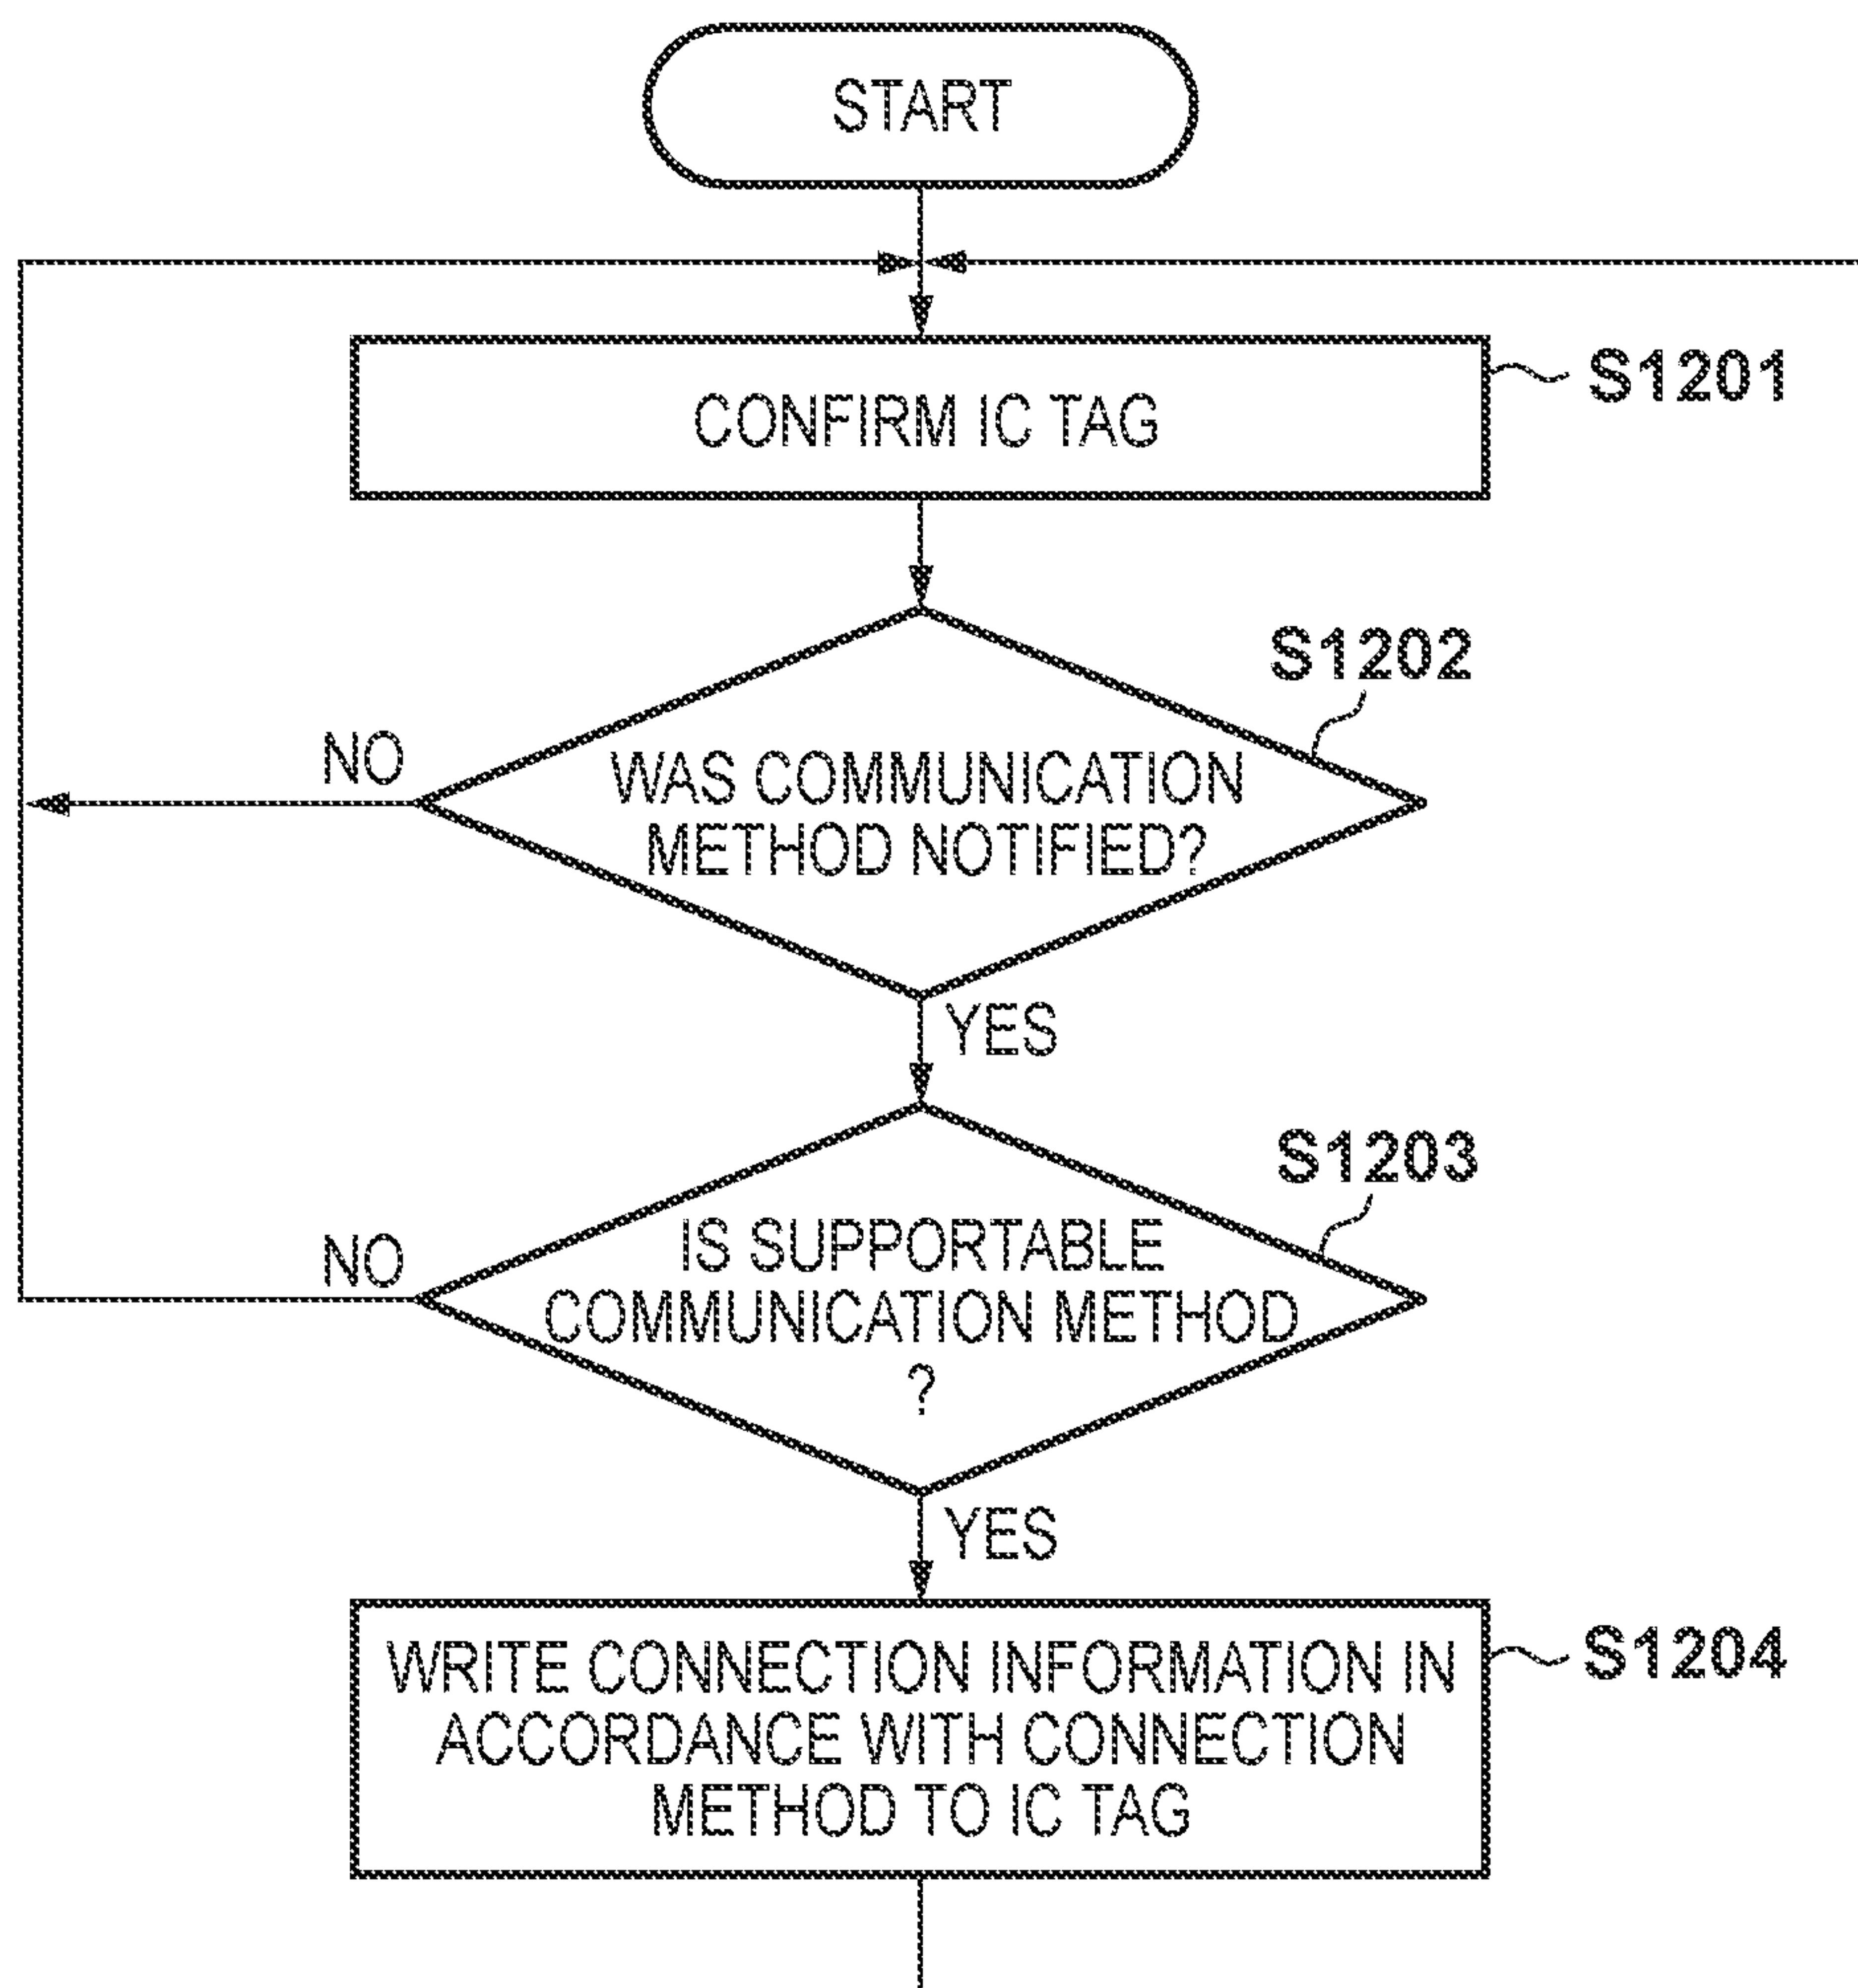 START
CONFIRM IC TAG
S1201
S1202
NO
WAS COMMUNICATION
METHOD NOTIFIED?
YES
S1203
NO
IS SUPPORTABLE
COMMUNICATION METHOD
?
YES
WRITE CONNECTION INFORMATION IN
ACCORDANCE WITH CONNECTION
METHOD TO IC TAG
S1204